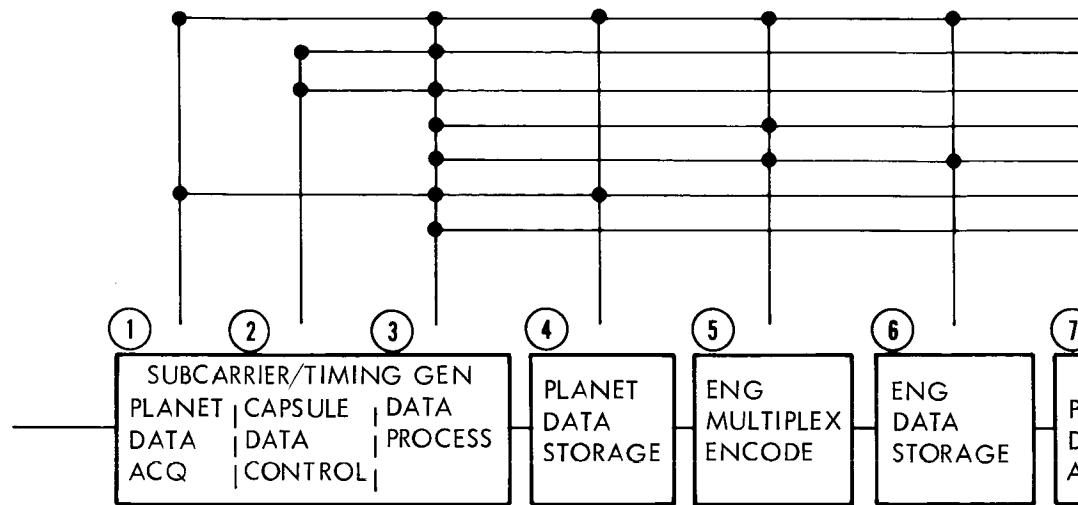 1 2 3 4 5 6 7
SUBCARRIER/TIMING GEN
PLANET
DATA
ACQ
CAPSULE
DATA
CONTROL
DATA
PROCESS
PLANET
DATA
STORAGE
ENG
MULTIPLEX
ENCODE
ENG
DATA
STORAGE
P
D
A